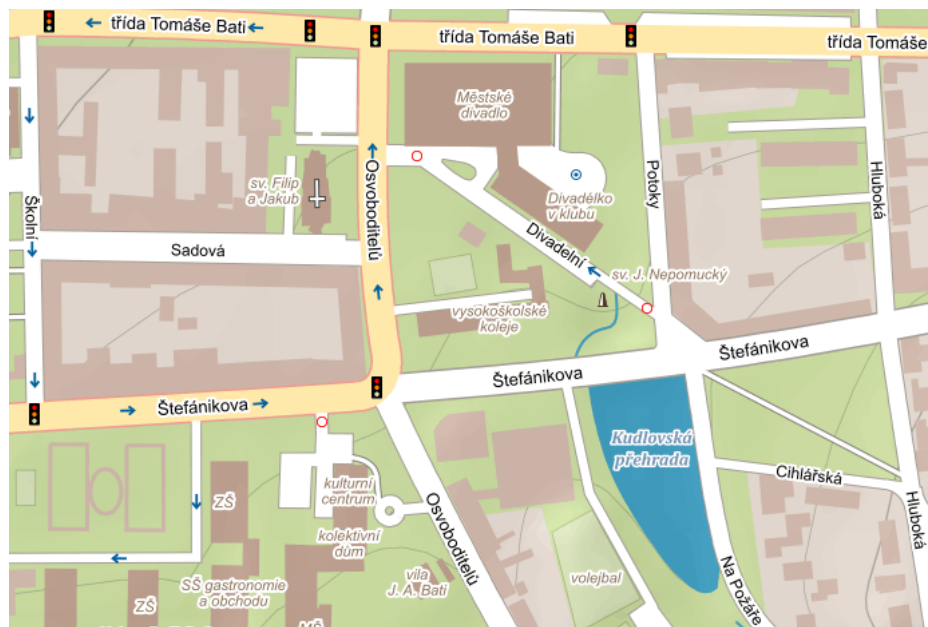 třída Tomáše Bati
třída Tomáše Bati
třída Tomáše
Městské
divadlo
sv. Filip
a Jakub
Osvoboditelů
Potoky
Hluboká
Školní
Divadélko
v klubu
Sadová
Divadelní
sv. J. Nepomucký
vysokoškolské
koleje
Štefánikova
Štefánikova
Štefánikova
Kudlovská
přehrada
Cihlářská
kulturní
centrum
ZŠ
Osvoboditelů
Hluboká
kolektivní
dům
SŠ gastronomie
a obchodu
vila
J. A. Bati
volejbal
Na Požáře
ZŠ
MŠ